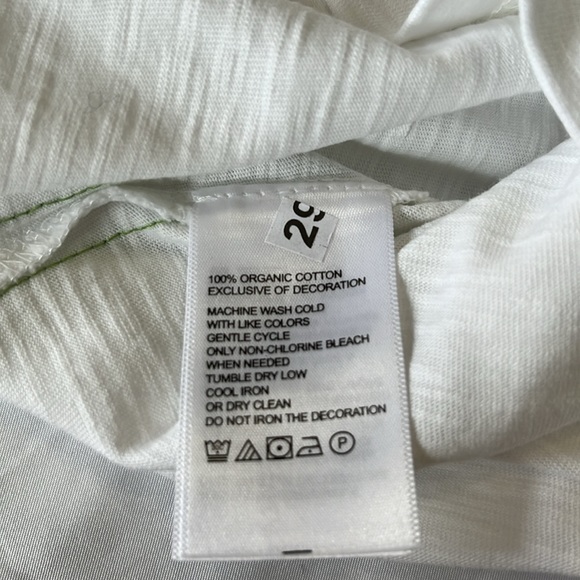 29
100% ORGANIC COTTON
EXCLUSIVE OF DECORATION
MACHINE WASH COLD
WITH LIKE COLORS
GENTLE CYCLE
ONLY NON-CHLORINE BLEACH
WHEN NEEDED
TUMBLE DRY LOW
COOL IRON
OR DRY CLEAN
DO NOT IRON THE DECORATION
P